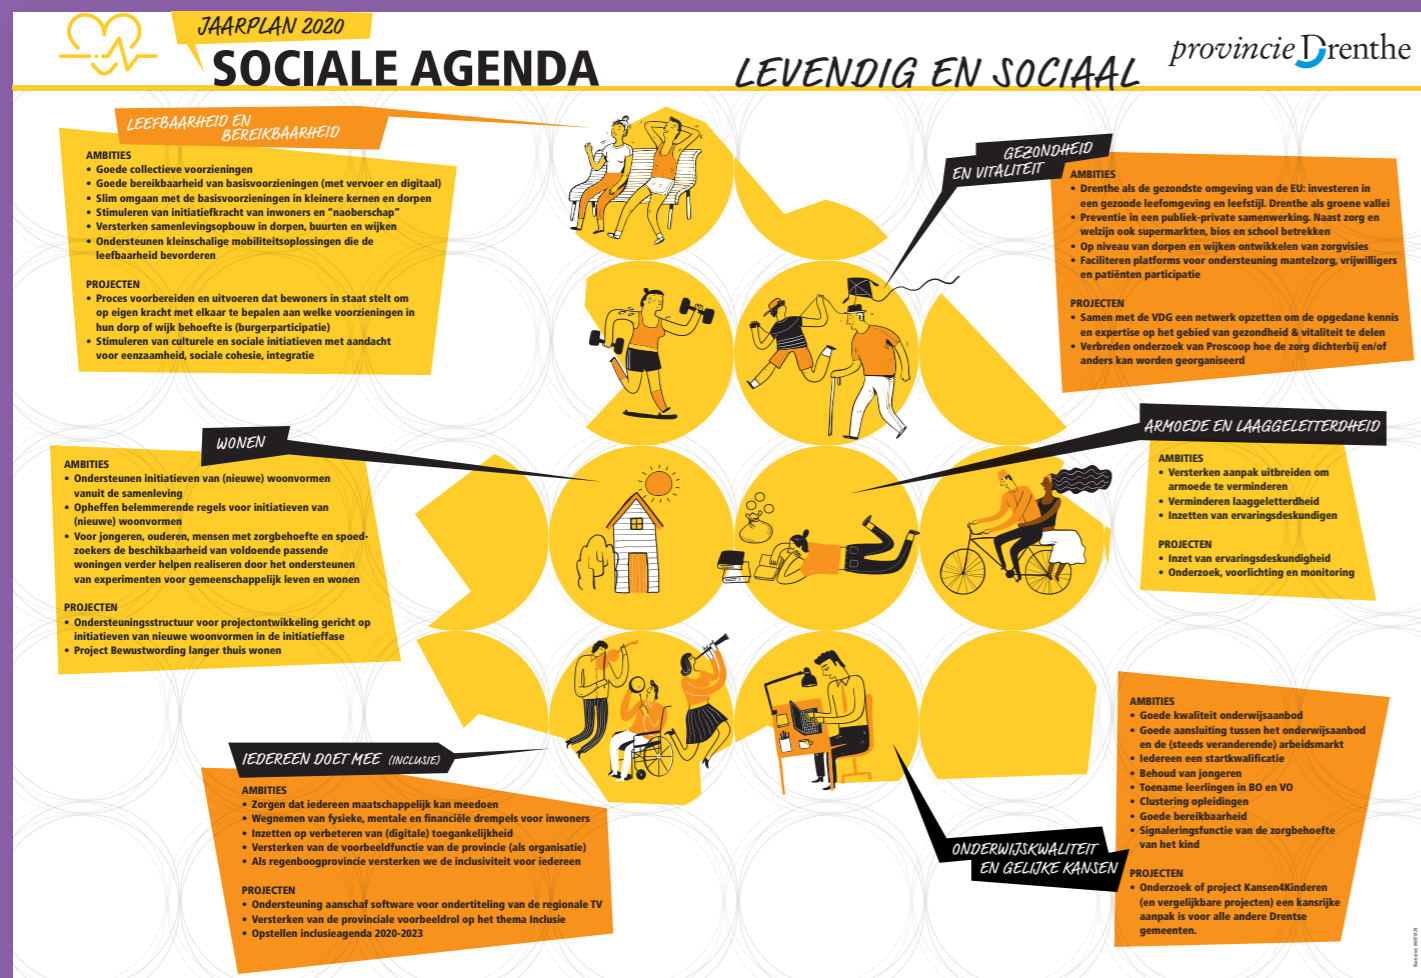 JAARPLAN 2020
SOCIALE AGENDA
LEVENDIG EN SOCIAAL
provincie Drenthe
LEEFBAARHEID EN
BEREIKBAARHEID
AMBITIES
• Goede collectieve voorzieningen
• Goede bereikbaarheid van basisvoorzieningen (met vervoer en digitaal)
• Slim omgaan met de basisvoorzieningen in kleinere kernen en dorpen
• Stimuleren van initiatiefkracht van inwoners en “naoberschap”
• Versterken samenlevingsopbouw in dorpen, buurten en wijken
• Ondersteunen kleinschalige mobiliteitsoplossingen die de
leefbaarheid bevorderen
PROJECTEN
• Proces voorbereiden en uitvoeren dat bewoners in staat stelt om
op eigen kracht met elkaar te bepalen aan welke voorzieningen in
hun dorp of wijk behoefte is (burgerparticipatie)
• Stimuleren van culturele en sociale initiatieven met aandacht
voor eenzaamheid, sociale cohesie, integratie
GEZONDHEID
EN VITALITEIT
AMBITIES
• Drenthe als de gezondste omgeving van de EU: investeren in
een gezonde leefomgeving en leefstijl. Drenthe als groene vallei
• Preventie in een publiek-private samenwerking. Naast zorg en
welzijn ook supermarkten, bios en school betrekken
• Op niveau van dorpen en wijken ontwikkelen van zorgvisies
• Faciliteren platforms voor ondersteuning mantelzorg, vrijwilligers
en patiënten participatie
PROJECTEN
• Samen met de VDG een netwerk opzetten om de opgedane kennis
en expertise op het gebied van gezondheid & vitaliteit te delen
• Verbreden onderzoek van Proscoop hoe de zorg dichterbij en/of
anders kan worden georganiseerd
WONEN
AMBITIES
• Ondersteunen initiatieven van (nieuwe) woonvormen
vanuit de samenleving
• Opheffen belemmerende regels voor initiatieven van
(nieuwe) woonvormen
• Voor jongeren, ouderen, mensen met zorgbehoefte en spoed-
zoekers de beschikbaarheid van voldoende passende
woningen verder helpen realiseren door het ondersteunen
van experimenten voor gemeenschappelijk leven en wonen
PROJECTEN
• Ondersteuningsstructuur voor projectontwikkeling gericht op
initiatieven van nieuwe woonvormen in de initiatieffase
• Project Bewustwording langer thuis wonen
ARMOEDE EN LAAGGELETTERDHEID
AMBITIES
• Versterken aanpak uitbreiden om
armoede te verminderen
• Verminderen laaggeletterdheid
• Inzetten van ervaringsdeskundigen
PROJECTEN
• Inzet van ervaringsdeskundigheid
• Onderzoek, voorlichting en monitoring
IEDEREEN DOET MEE (INCLUSIE)
AMBITIES
• Zorgen dat iedereen maatschappelijk kan meedoen
• Wegnemen van fysieke, mentale en financiële drempels voor inwoners
• Inzetten op verbeteren van (digitale) toegankelijkheid
• Versterken van de voorbeeldfunctie van de provincie (als organisatie)
• Als regenboogprovincie versterken we de inclusiviteit voor iedereen
PROJECTEN
• Ondersteuning aanschaf software voor ondertiteling van de regionale TV
• Versterken van de provinciale voorbeeldrol op het thema Inclusie
• Opstellen inclusieagenda 2020-2023
ONDERWIJSKWALITEIT
EN GELIJKE KANSEN
AMBITIES
• Goede kwaliteit onderwijsaanbod
• Goede aansluiting tussen het onderwijsaanbod
en de (steeds veranderende) arbeidsmarkt
• Iedereen een startkwalificatie
• Behoud van jongeren
• Toename leerlingen in BO en VO
• Clustering opleidingen
• Goede bereikbaarheid
• Signaleringsfunctie van de zorgbehoefte
van het kind
PROJECTEN
• Onderzoek of project Kansen4Kinderen
(en vergelijkbare projecten) een kansrijke
aanpak is voor alle andere Drentse
gemeenten.